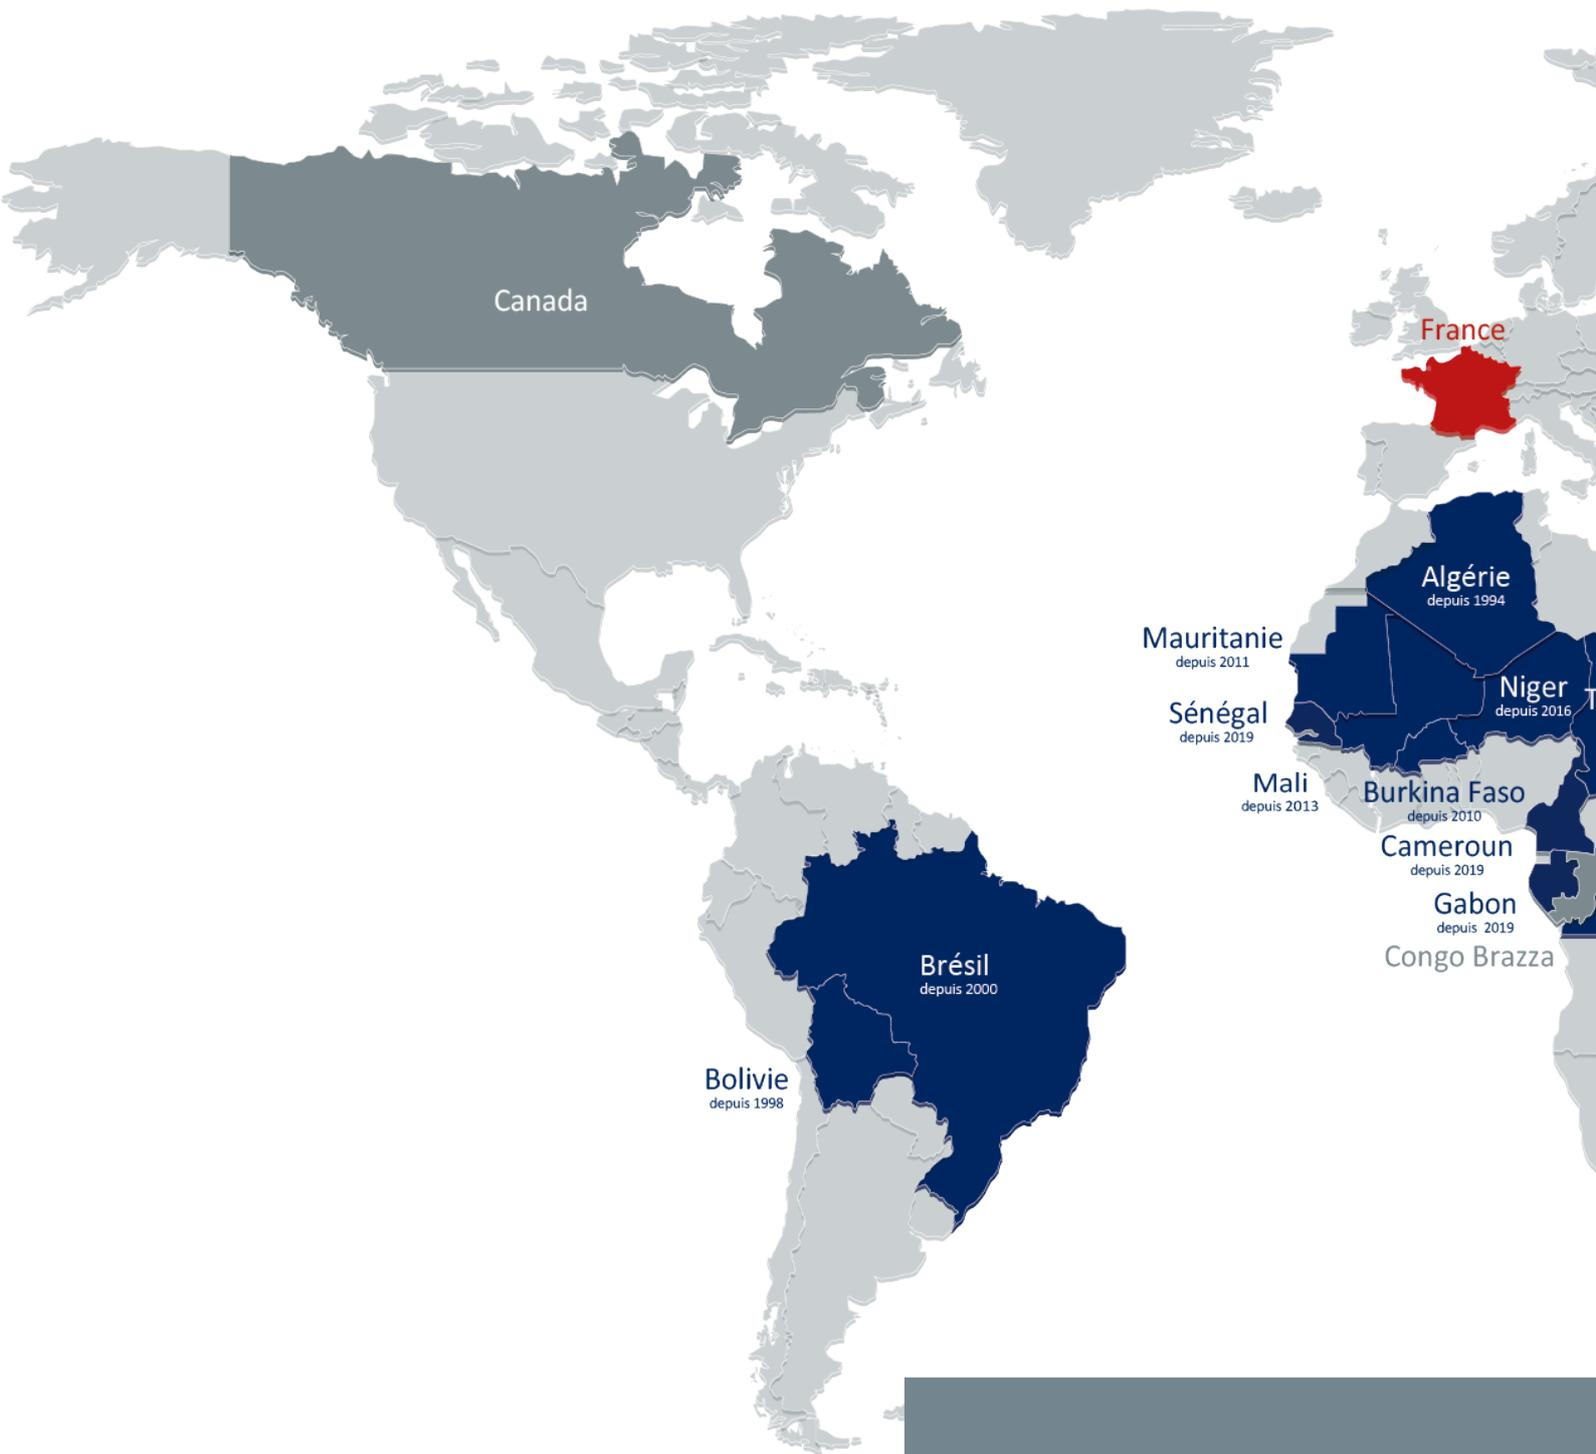 Canada
France
Algérie
depuis 1994
Mauritanie
depuis 2011
Niger
depuis 2016
Sénégal
depuis 2019
Mali
depuis 2013
Burkina Faso
depuis 2010
Cameroun
depuis 2019
Gabon
depuis 2019
Congo Brazza
Brésil
depuis 2000
Bolivie
depuis 1998